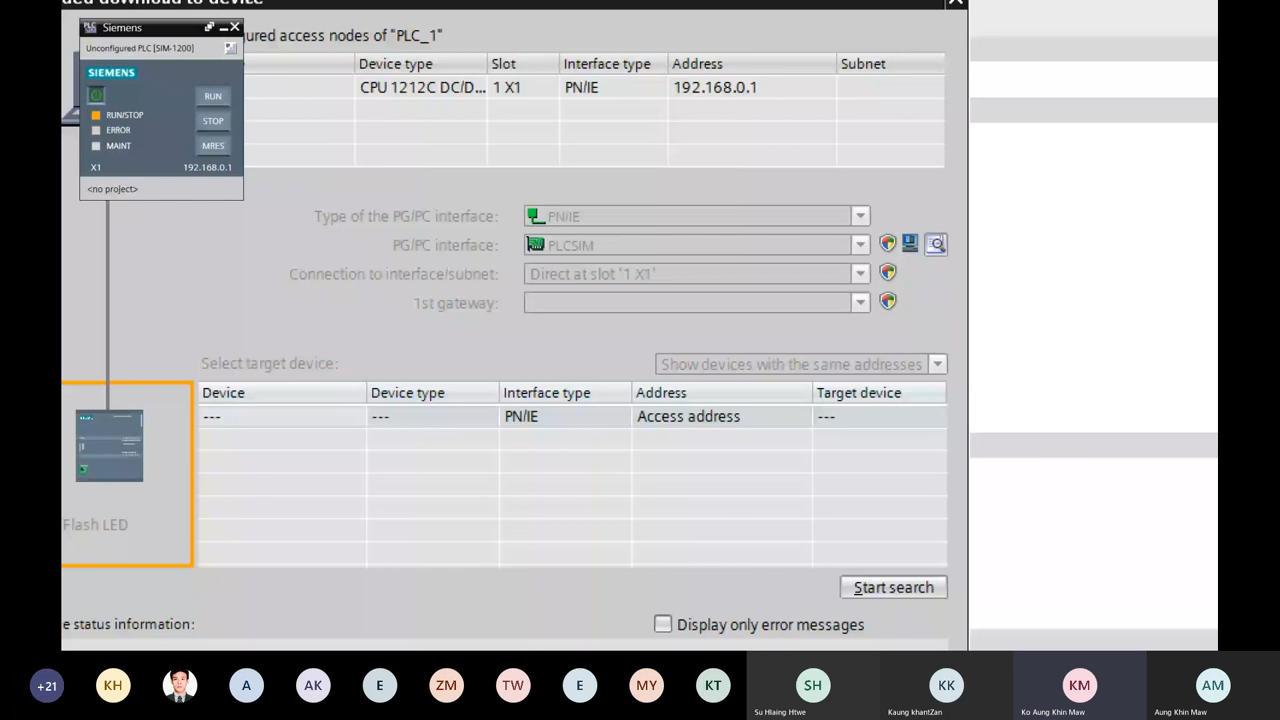 ded download to device
Siemens
Unconfigured PLC [SIM-1200]
SIEMENS
RUN
RUN/STOP
STOP
ERROR
MAINT
MRES
X1 192.168.0.1
<no project>
ured access nodes of "PLC_1"
Device type Slot Interface type Address Subnet
CPU 1212C DC/D... 1 X1 PN/IE 192.168.0.1
Type of the PG/PC interface: PN/IE
PG/PC interface: PLCSIM
Connection to interface/subnet: Direct at slot '1 X1'
1st gateway:
Select target device: Show devices with the same addresses
Device Device type Interface type Address Target device
--- --- PN/IE Access address ---
Flash LED
Start search
e status information: Display only error messages
+21 KH A AK E ZM TW E MY KT SH KK KM AM
Su Hlaing Htwe Kaung khantZan Ko Aung Khin Maw Aung Khin Maw